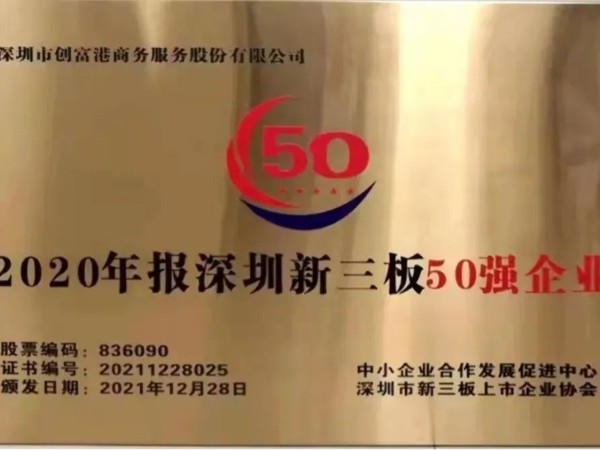 深圳市创富港商务服务股份有限公司
50
2020年报深圳新三板50强企业
股票编码：836090
证书编号：20211228025
颁发日期：2021年12月28日
中小企业合作发展促进中心
深圳市新三板上市企业协会